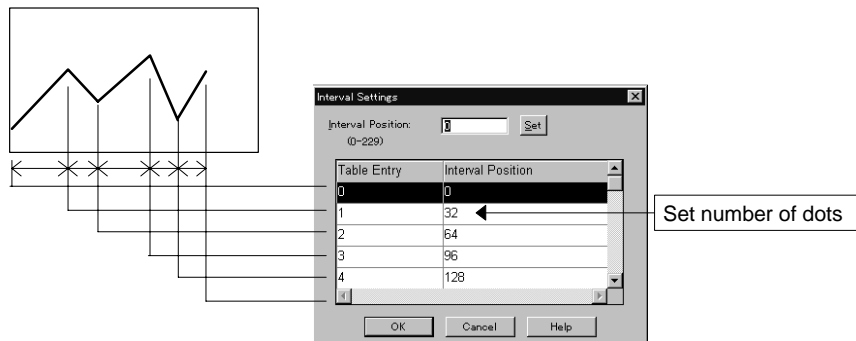 Interval Settings
Interval Position: 0 Set
(0-229)
Table Entry Interval Position
0 0
1 32
2 64
3 96
4 128
OK Cancel Help
Set number of dots